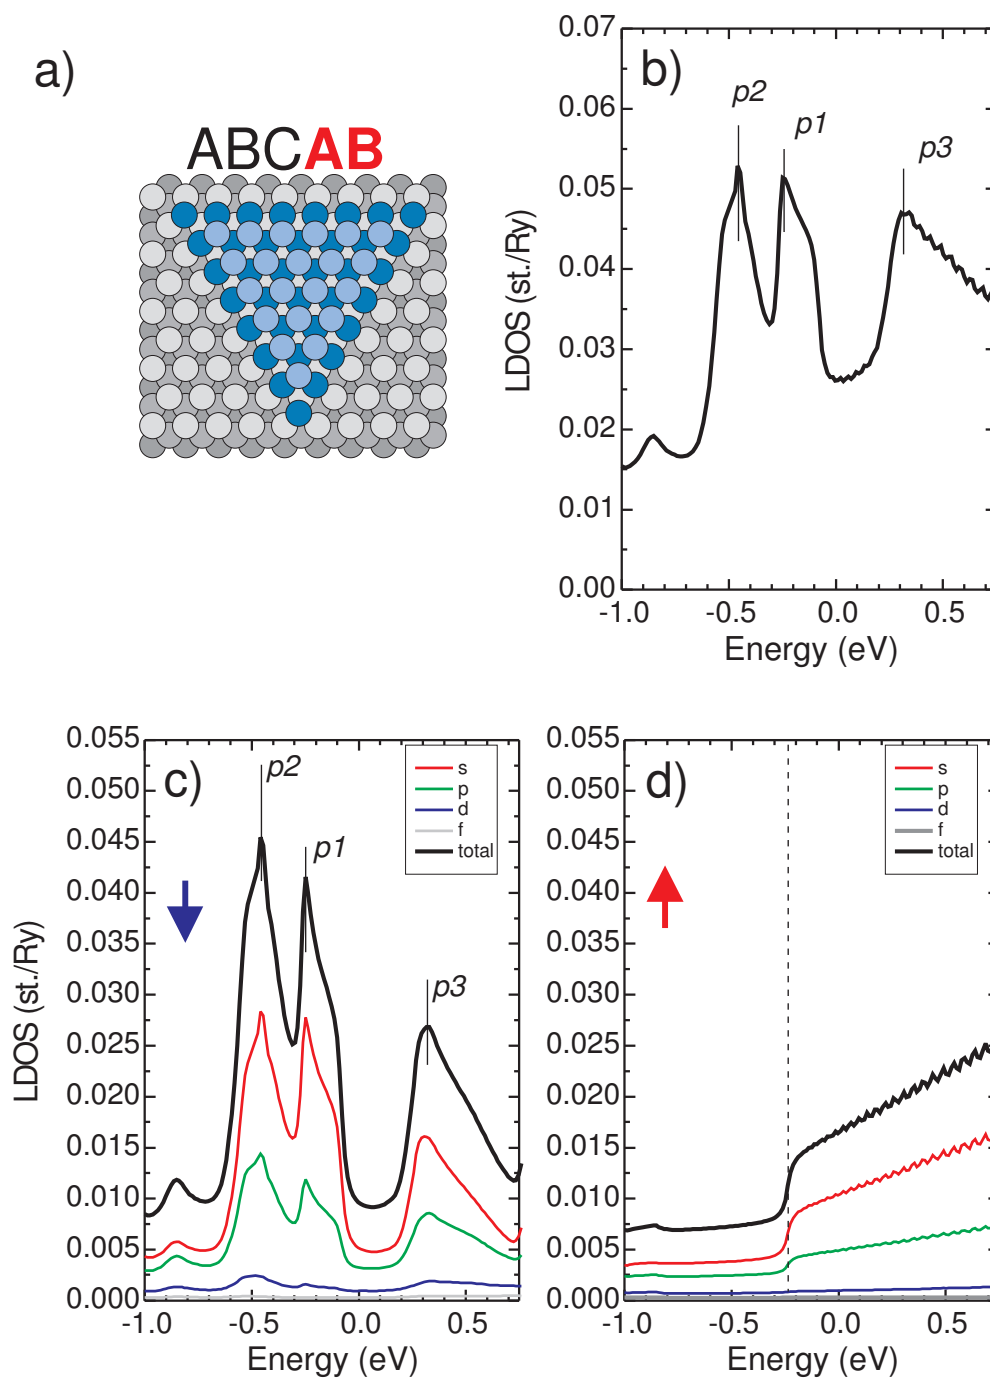 a)
ABCAB
b)
p2
p1
p3
0.07
0.06
0.05
0.04
0.03
0.02
0.01
0.00
LDOS (st./Ry)
-1.0 -0.5 0.0 0.5
Energy (eV)
c)
p2
p1
p3
s
p
d
f
total
0.055
0.050
0.045
0.040
0.035
0.030
0.025
0.020
0.015
0.010
0.005
0.000
LDOS (st./Ry)
-1.0 -0.5 0.0 0.5
Energy (eV)
d)
s
p
d
f
total
0.055
0.050
0.045
0.040
0.035
0.030
0.025
0.020
0.015
0.010
0.005
0.000
-1.0 -0.5 0.0 0.5
Energy (eV)